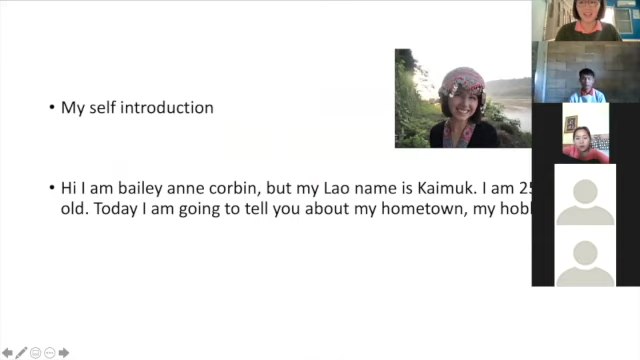 • My self introduction
• Hi I am bailey anne corbin, but my Lao name is Kaimuk. I am 25
old. Today I am going to tell you about my hometown, my